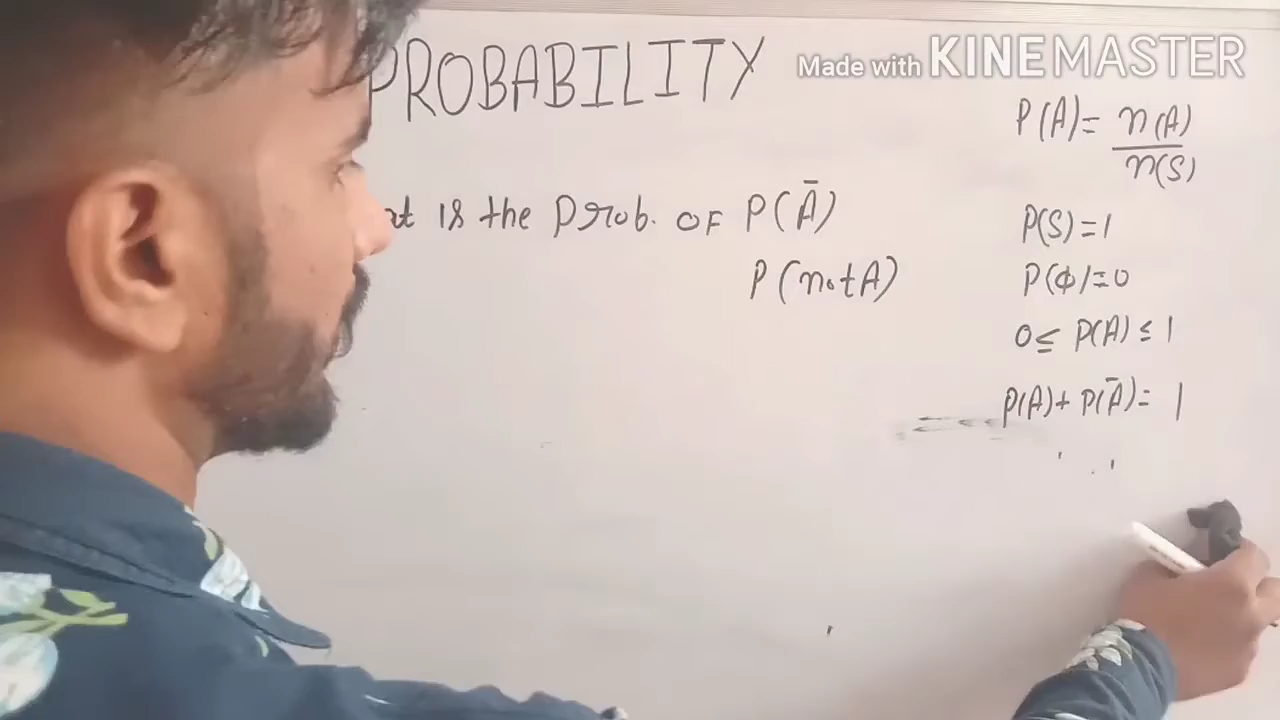 PROBABILITY
Made with KINEMASTER
P(A) = n(A)/n(S)
is the Prob. OF P(Ā)
P(not A)
P(S) = 1
P(ϕ) = 0
0 ≤ P(A) ≤ 1
P(A) + P(Ā) = 1